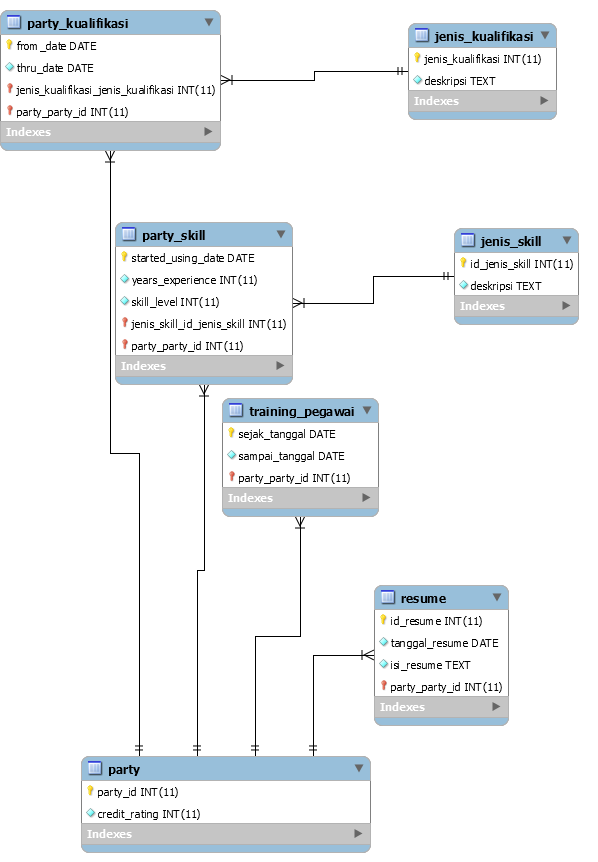 party_kualifikasi
from_date DATE
thru_date DATE
jenis_kualifikasi_jenis_kualifikasi INT(11)
party_party_id INT(11)
Indexes
jenis_kualifikasi
jenis_kualifikasi INT(11)
deskripsi TEXT
Indexes
party_skill
started_using_date DATE
years_experience INT(11)
skill_level INT(11)
jenis_skill_id_jenis_skill INT(11)
party_party_id INT(11)
Indexes
jenis_skill
id_jenis_skill INT(11)
deskripsi TEXT
Indexes
training_pegawai
sejak_tanggal DATE
sampai_tanggal DATE
party_party_id INT(11)
Indexes
resume
id_resume INT(11)
tanggal_resume DATE
isi_resume TEXT
party_party_id INT(11)
Indexes
party
party_id INT(11)
credit_rating INT(11)
Indexes